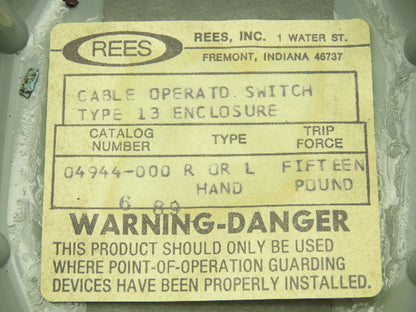 REES
REES, INC. 1 WATER ST.
FREMONT, INDIANA 46737
CABLE OPERATD. SWITCH
TYPE 13 ENCLOSURE
CATALOG NUMBER TYPE TRIP FORCE
04944-000 R OR L HAND FIFTEEN POUND
6 89
WARNING-DANGER
THIS PRODUCT SHOULD ONLY BE USED
WHERE POINT-OF-OPERATION GUARDING
DEVICES HAVE BEEN PROPERLY INSTALLED.